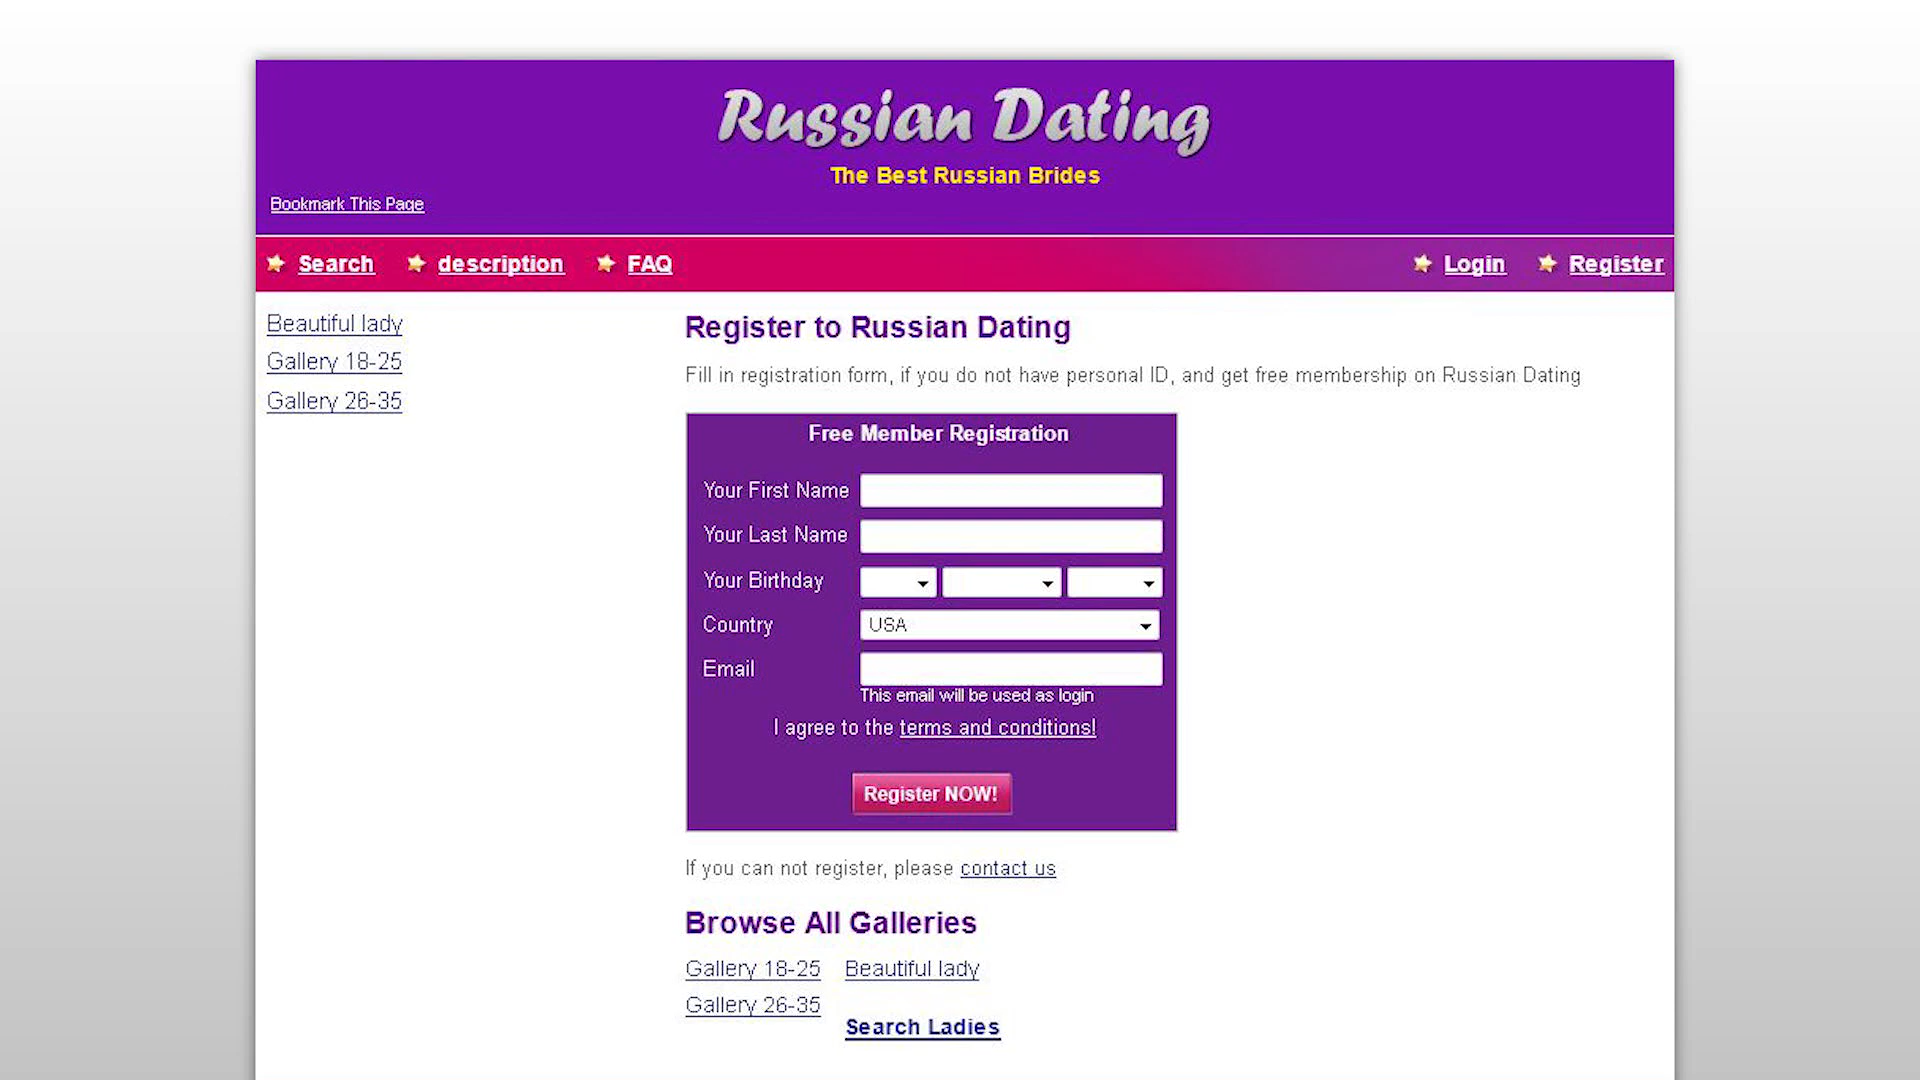 Russian Dating
The Best Russian Brides
Bookmark This Page
Search description FAQ Login Register
Beautiful lady
Gallery 18-25
Gallery 26-35
Register to Russian Dating
Fill in registration form, if you do not have personal ID, and get free membership on Russian Dating
Free Member Registration
Your First Name
Your Last Name
Your Birthday
Country USA
Email
This email will be used as login
I agree to the terms and conditions!
Register NOW!
If you can not register, please contact us
Browse All Galleries
Gallery 18-25 Beautiful lady
Gallery 26-35
Search Ladies